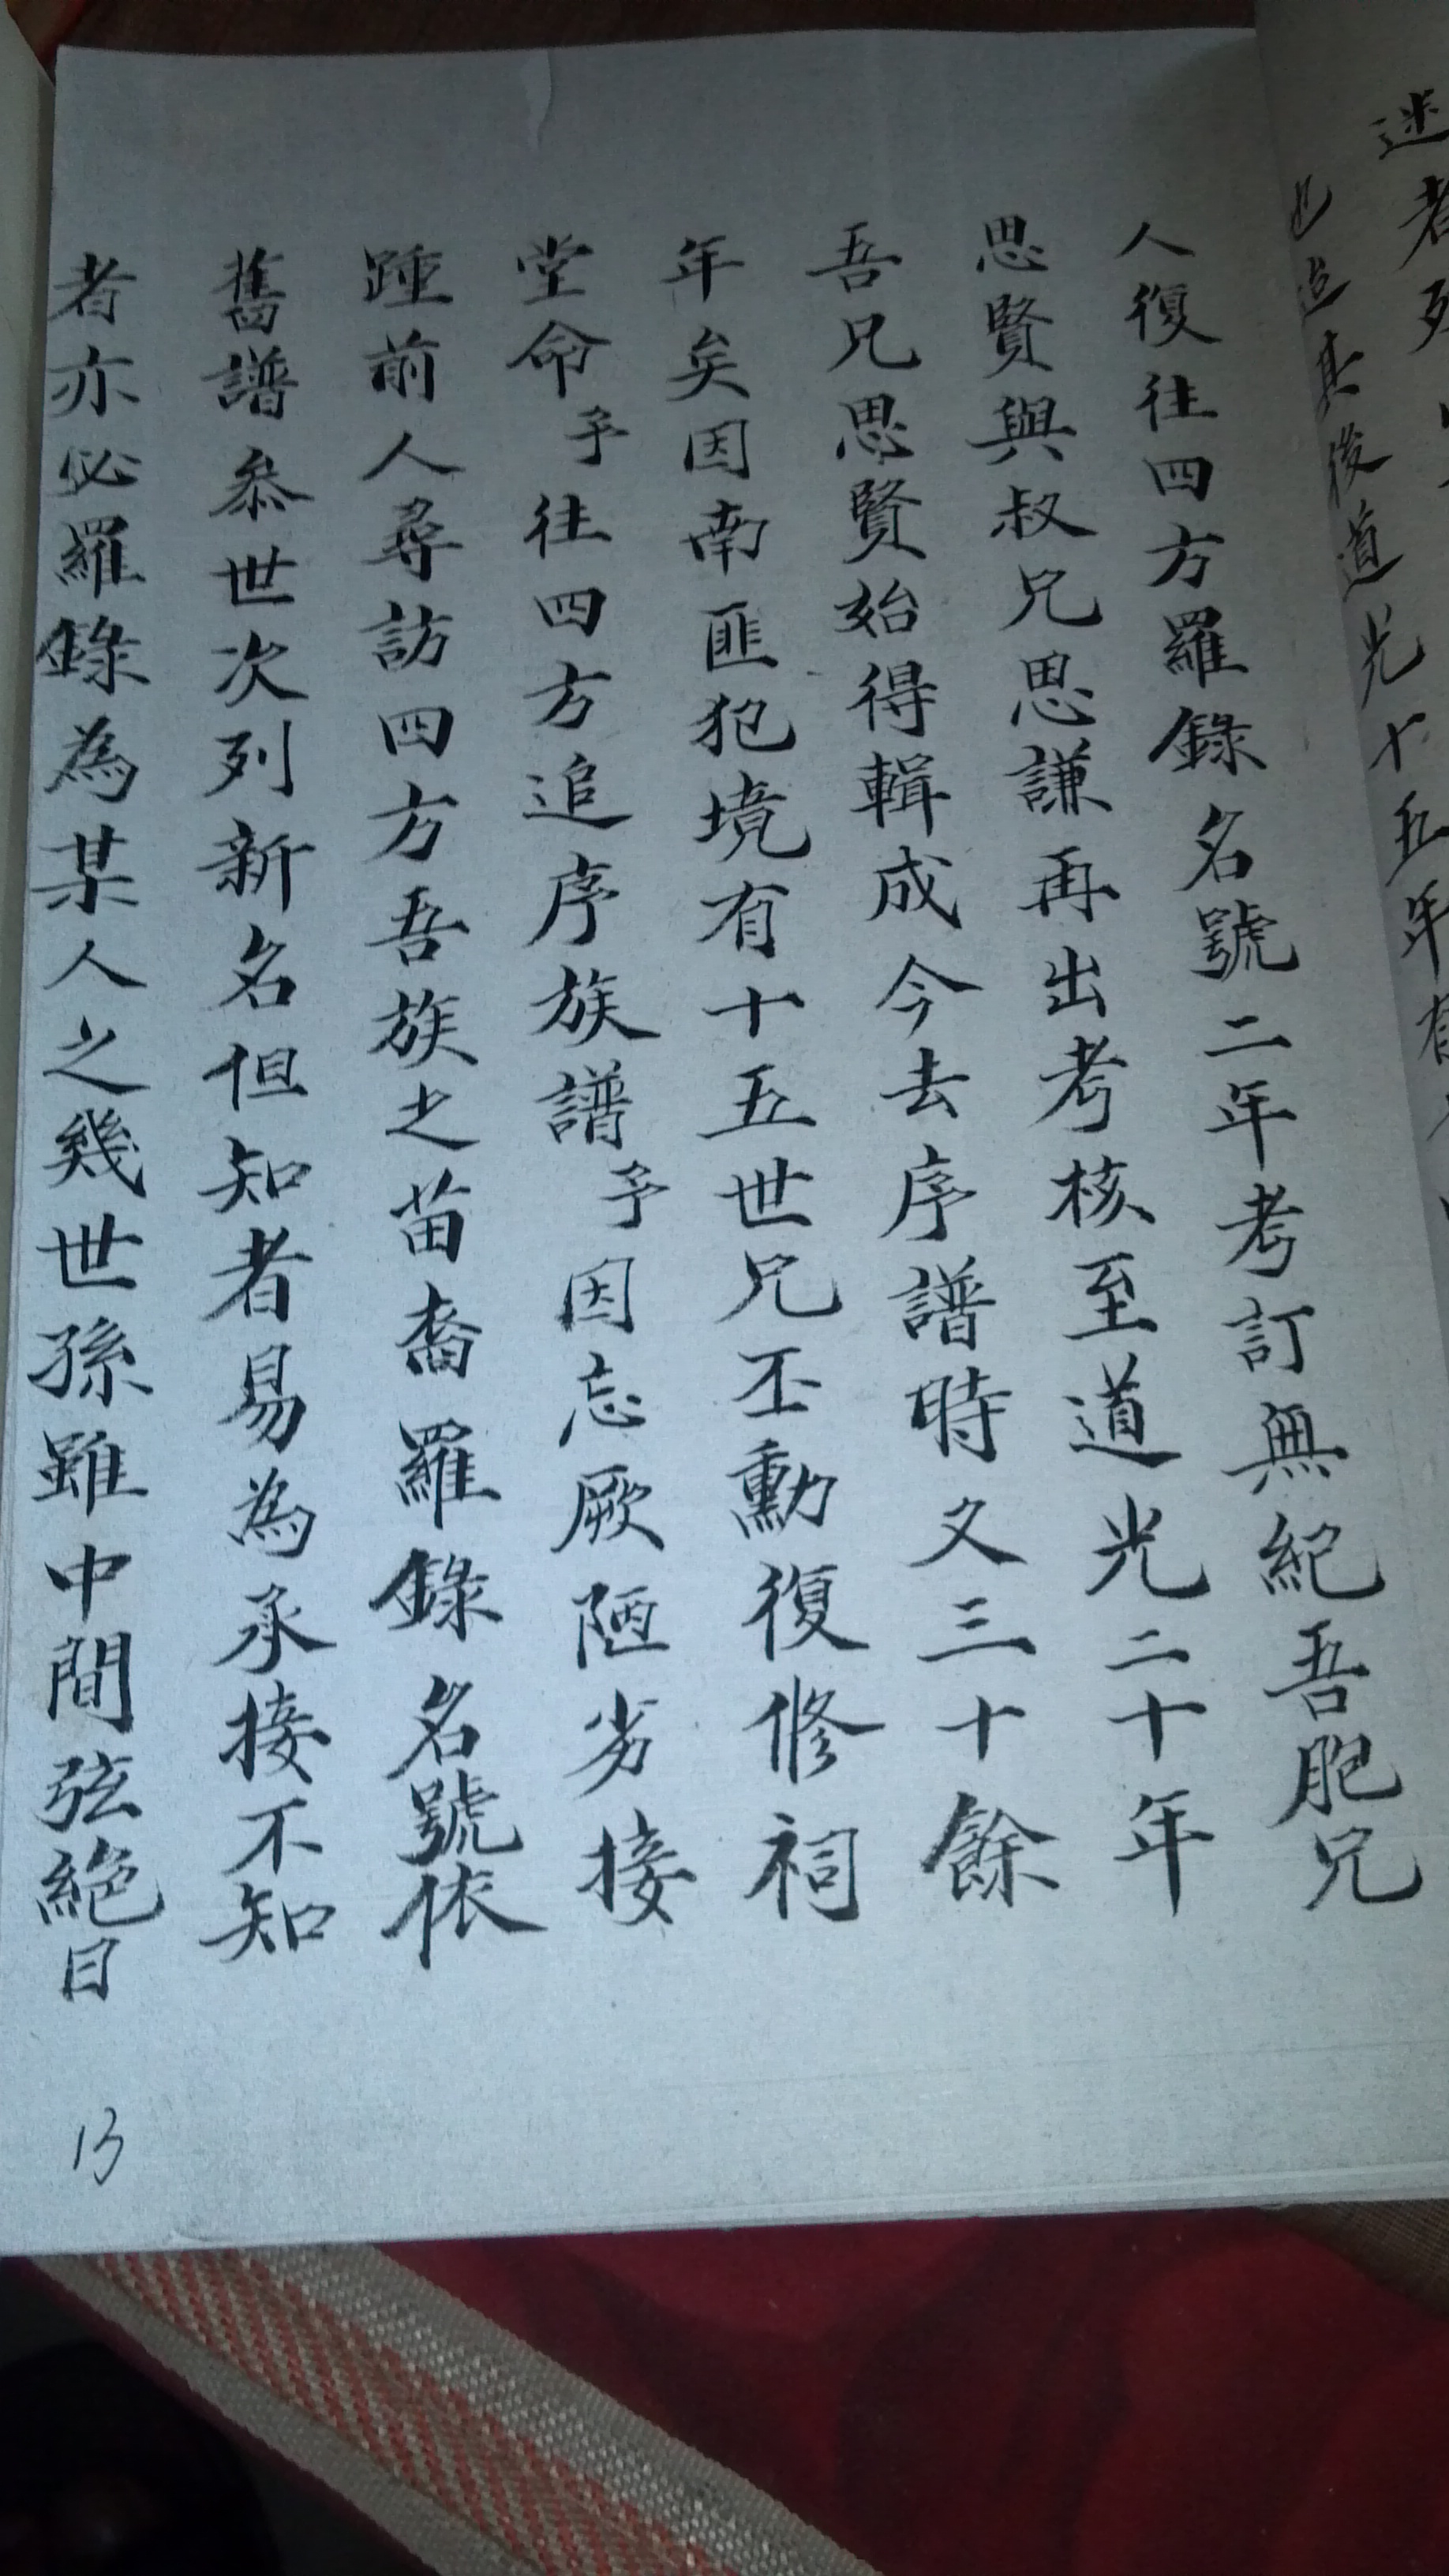 迷者列
也迨其後道光十五年有
人復往四方羅錄名號二年考訂無紀吾胞兄
思賢與叔兄思謙再出考核至道光二十年
吾兄思賢始得輯成今去序譜時又三十餘
年矣因南匪犯境有十五世兄丕勳復修祠
堂命予往四方追序族譜予因忘厥陋劣接
踵前人尋訪四方吾族之苗裔羅錄名號依
舊譜叅世次列新名但知者易為承接不知
者亦必羅錄為某人之幾世孫雖中間弦絕日
13